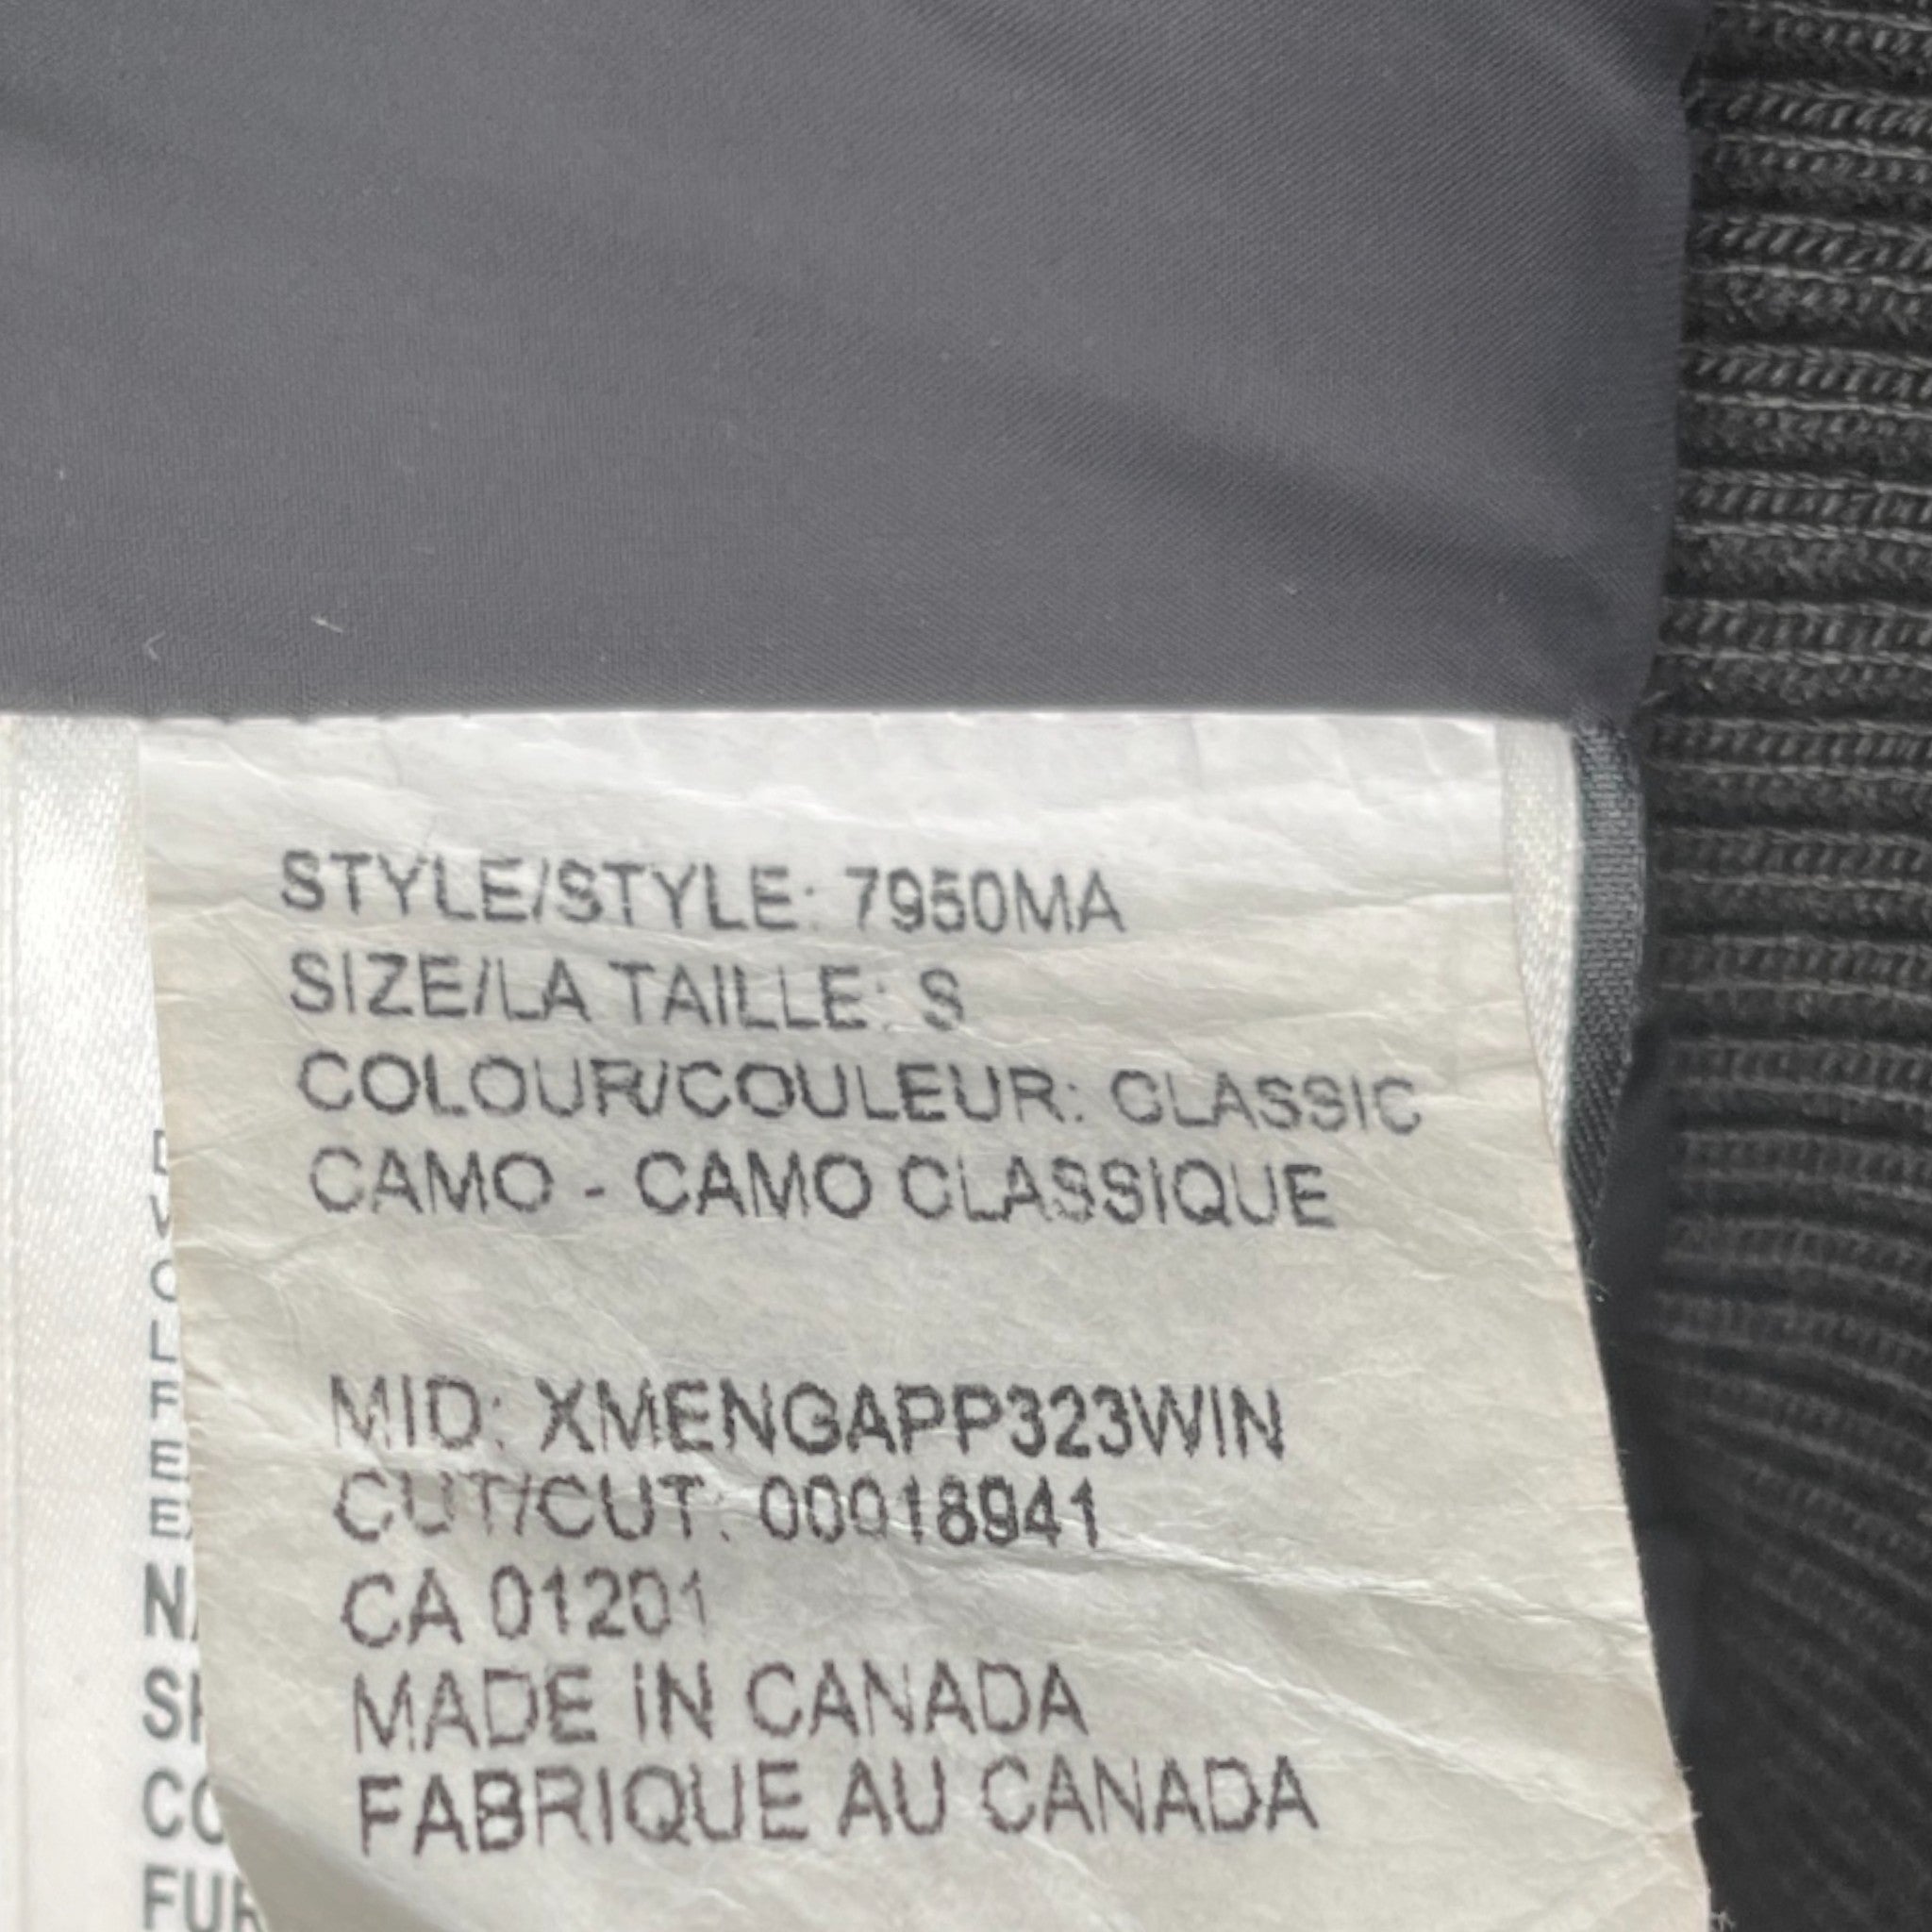 STYLE/STYLE: 7950MA
SIZE/LA TAILLE: S
COLOUR/COULEUR: CLASSIC
CAMO - CAMO CLASSIQUE
MID: XMENGAPP323WIN
CUT/CUT: 00018941
CA 01201
MADE IN CANADA
FABRIQUE AU CANADA